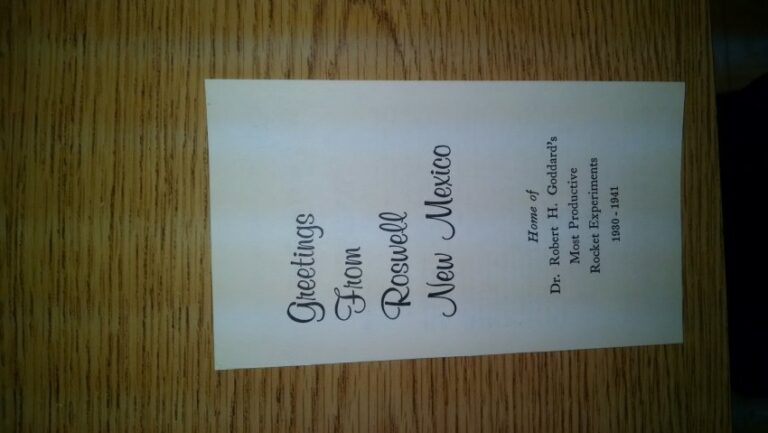 Greetings
From
Roswell
New Mexico
Home of
Dr. Robert H. Goddard's
Most Productive
Rocket Experiments
1930 - 1941